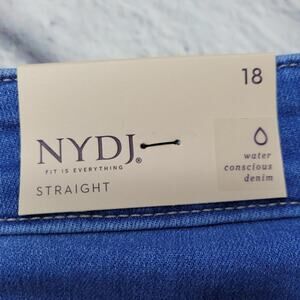 18
NYDJ®
FIT IS EVERYTHING
STRAIGHT
water
conscious
denim